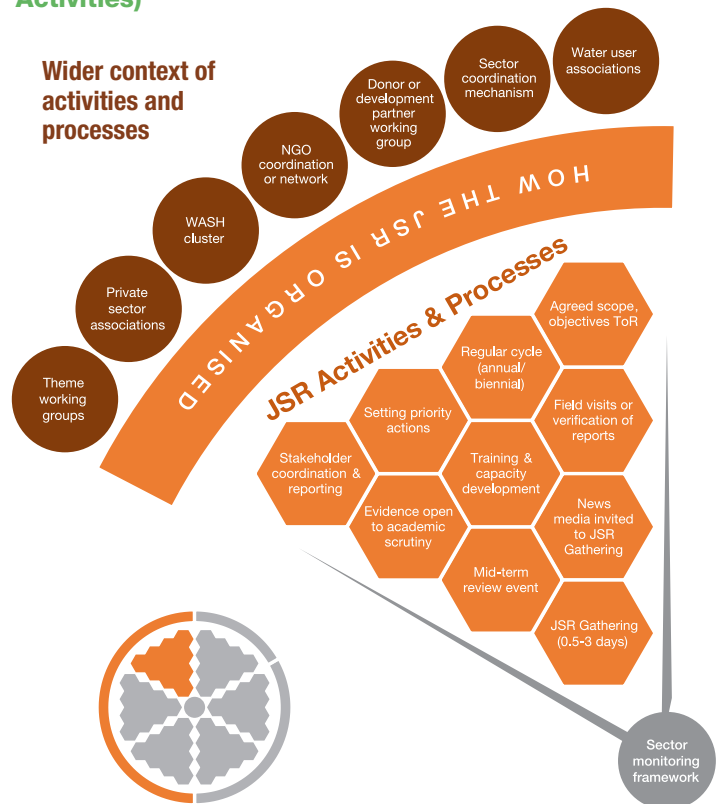 Activities)
Wider context of
activities and
processes
Water user
associations
Sector
coordination
mechanism
Donor or
development
partner
working
group
NGO
coordination
or network
WASH
cluster
Private
sector
associations
Theme
working
groups
HOW THE JSR IS ORGANISED
JSR Activities & Processes
Agreed scope,
objectives ToR
Regular cycle
(annual/
biennial)
Field visits or
verification of
reports
Setting priority
actions
Training &
capacity
development
Stakeholder
coordination &
reporting
News
media invited
to JSR
Gathering
Evidence open
to academic
scrutiny
Mid-term
review event
JSR Gathering
(0.5-3 days)
Sector
monitoring
framework